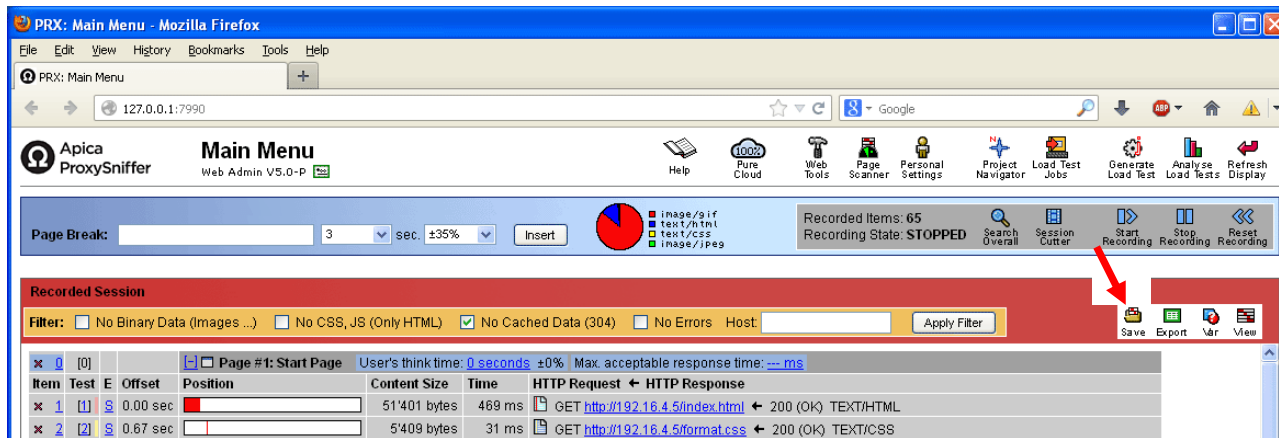 PRX: Main Menu - Mozilla Firefox
File Edit View History Bookmarks Tools Help
PRX: Main Menu +
127.0.0.1:7990 Google ABP
Apica ProxySniffer
Main Menu
Web Admin V5.0-P
Help
100%
Pure Cloud
Web Tools
Page Scanner
Personal Settings
Project Navigator
Load Test Jobs
Generate Load Test
Analyse Load Tests
Refresh Display
Page Break: 3 sec. ±35% Insert
image/gif
text/html
text/css
image/jpeg
Recorded Items: 65
Recording State: STOPPED
Search Overall
Session Cutter
Start Recording
Stop Recording
Reset Recording
Recorded Session
Filter: No Binary Data (Images ...) No CSS, JS (Only HTML) No Cached Data (304) No Errors Host: Apply Filter
Save Export Var View
0 [0] [-] Page #1: Start Page User's think time: 0 seconds ±0% Max. acceptable response time: --- ms
Item Test E Offset Position Content Size Time HTTP Request ← HTTP Response
1 [1] S 0.00 sec 51'401 bytes 469 ms GET http://192.16.4.5/index.html ← 200 (OK) TEXT/HTML
2 [2] S 0.67 sec 5'409 bytes 31 ms GET http://192.16.4.5/format.css ← 200 (OK) TEXT/CSS